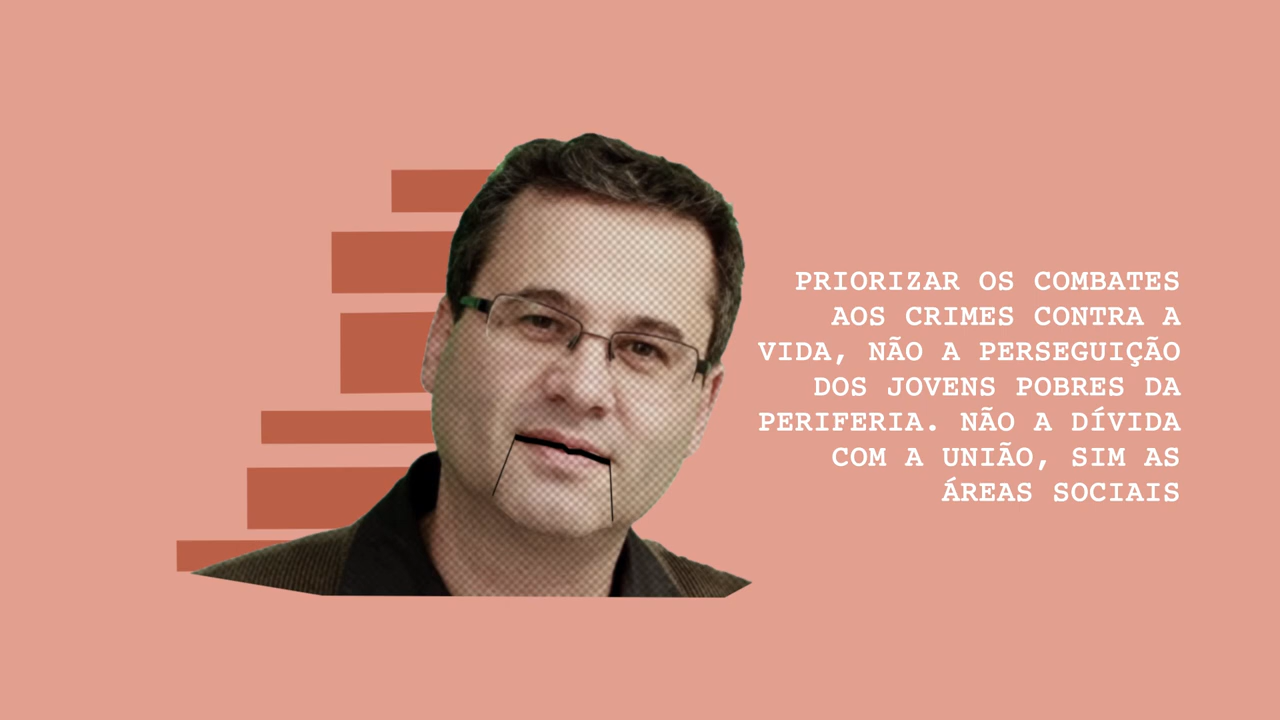 PRIORIZAR OS COMBATES
AOS CRIMES CONTRA A
VIDA, NÃO A PERSEGUIÇÃO
DOS JOVENS POBRES DA
PERIFERIA. NÃO A DÍVIDA
COM A UNIÃO, SIM AS
ÁREAS SOCIAIS